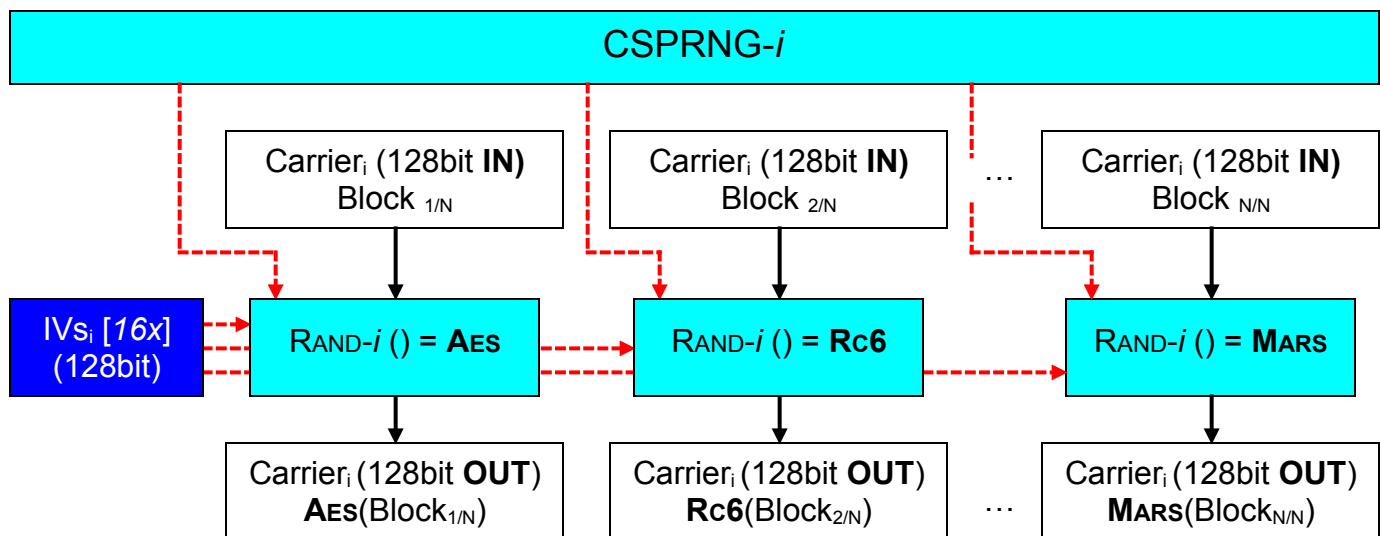 CSPRNG-i
Carrierᵢ (128bit IN)
Block 1/N
Carrierᵢ (128bit IN)
Block 2/N
...
Carrierᵢ (128bit IN)
Block N/N
IVsᵢ [16x]
(128bit)
RAND-i () = AES
RAND-i () = RC6
RAND-i () = MARS
Carrierᵢ (128bit OUT)
AES(Block1/N)
Carrierᵢ (128bit OUT)
RC6(Block2/N)
...
Carrierᵢ (128bit OUT)
MARS(BlockN/N)